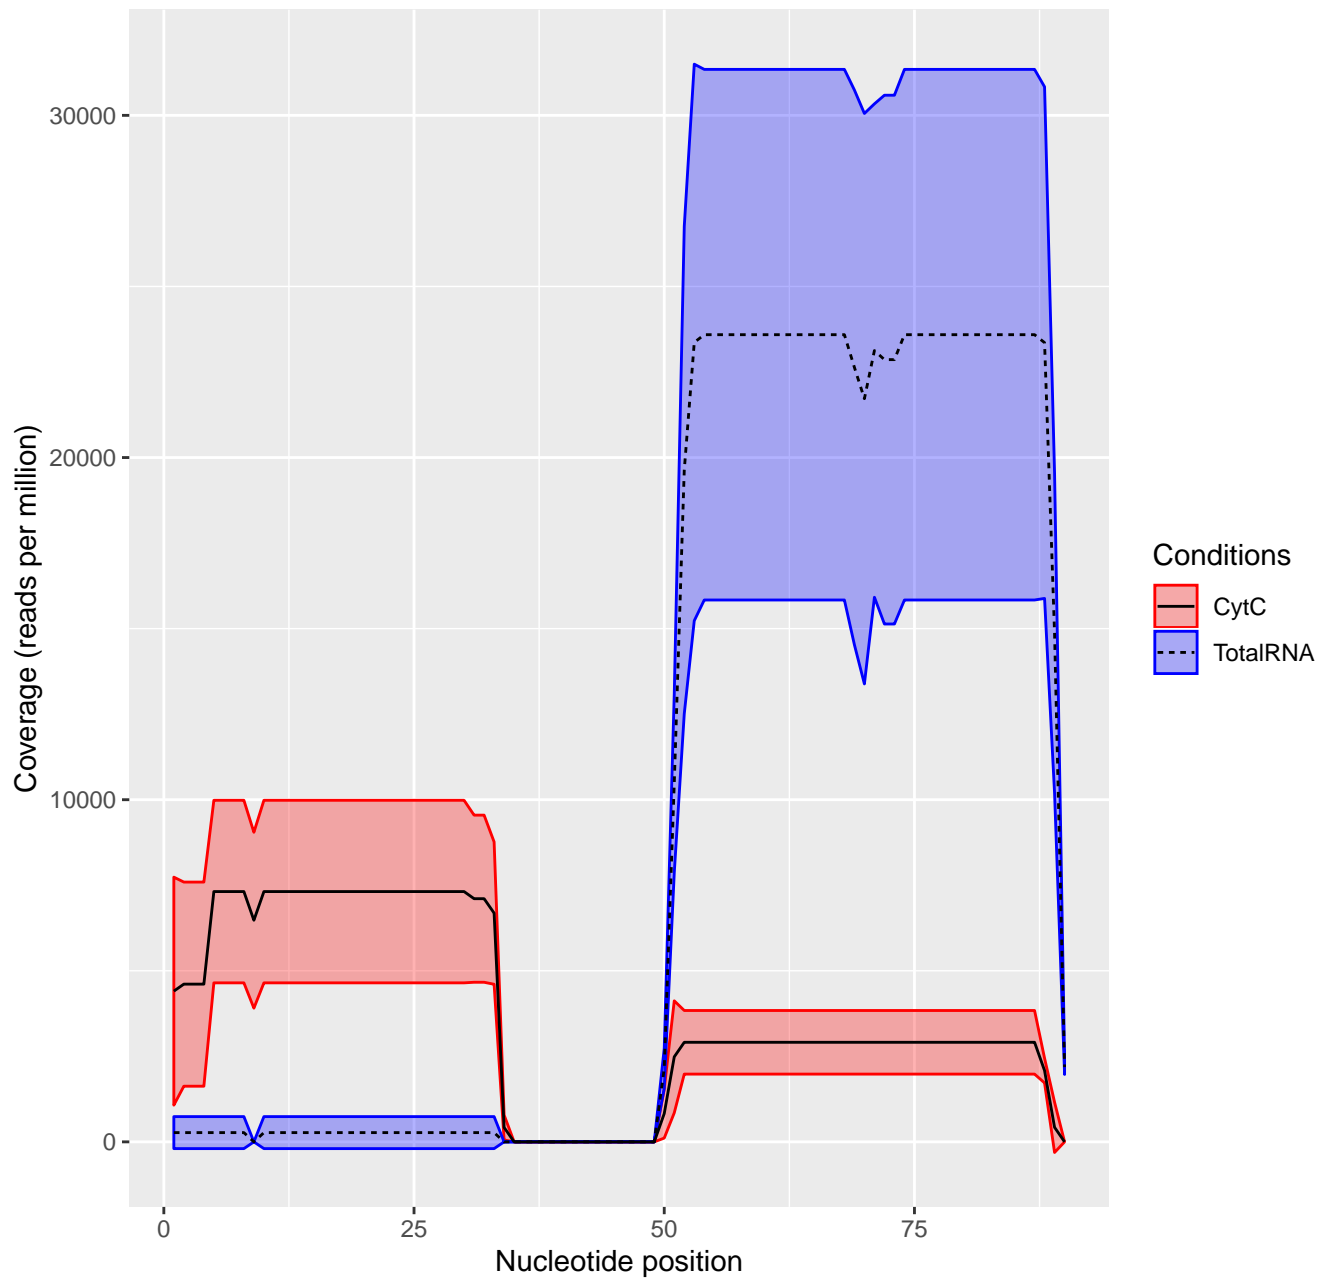 Coverage (reads per million)
30000
20000
10000
0
0 25 50 75
Nucleotide position
Conditions
CytC
TotalRNA